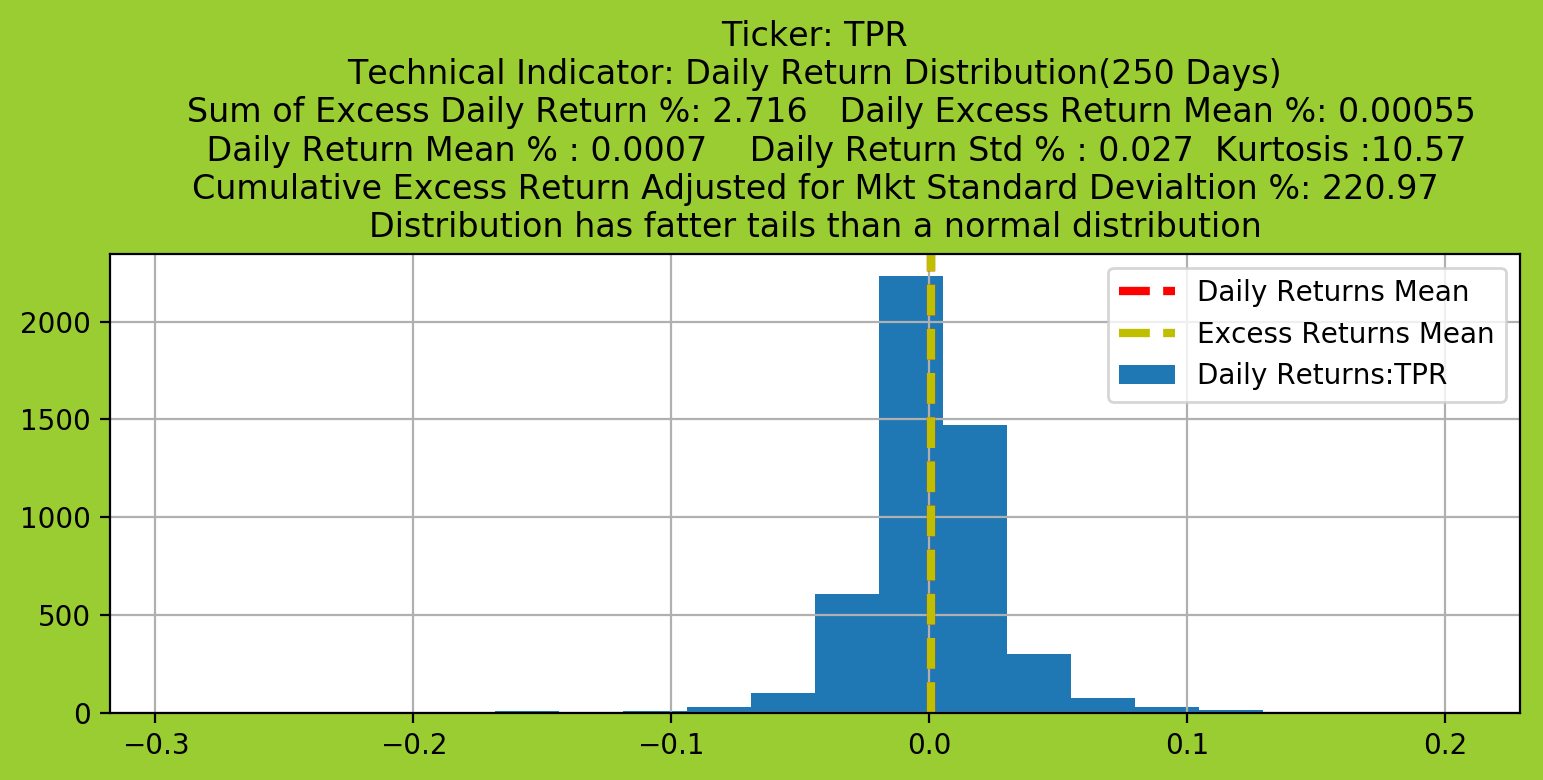 Ticker: TPR
Technical Indicator: Daily Return Distribution(250 Days)
Sum of Excess Daily Return %: 2.716   Daily Excess Return Mean %: 0.00055
Daily Return Mean % : 0.0007    Daily Return Std % : 0.027  Kurtosis :10.57
Cumulative Excess Return Adjusted for Mkt Standard Devialtion %: 220.97
Distribution has fatter tails than a normal distribution
Daily Returns Mean
Excess Returns Mean
Daily Returns:TPR
2000
1500
1000
500
0
−0.3
−0.2
−0.1
0.0
0.1
0.2